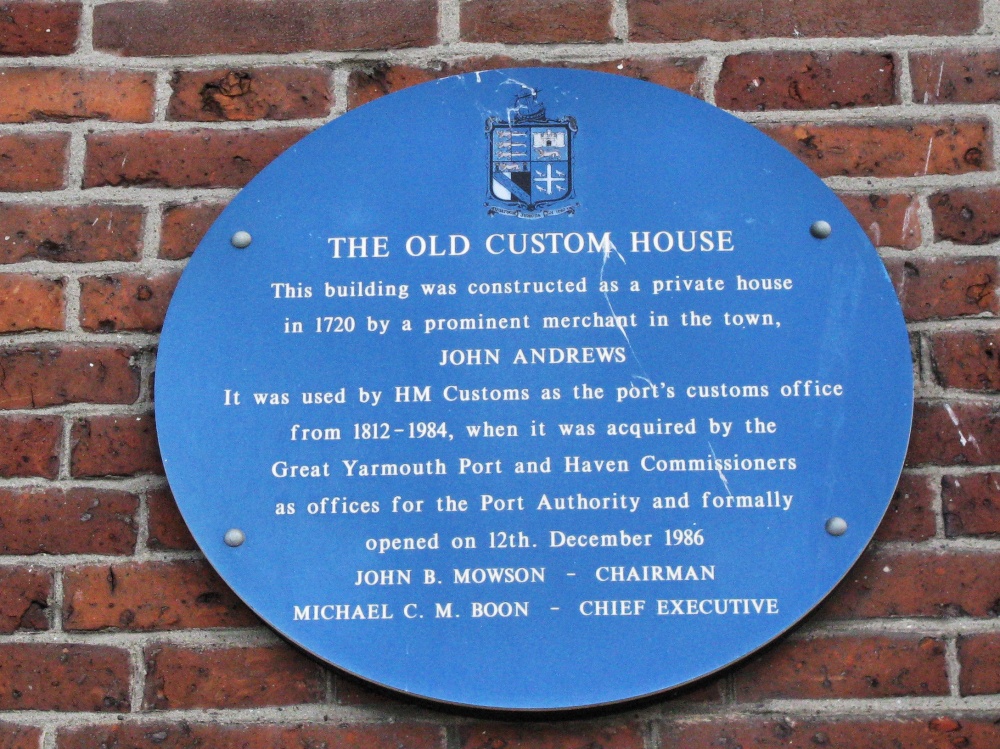 THE OLD CUSTOM HOUSE
This building was constructed as a private house
in 1720 by a prominent merchant in the town,
JOHN ANDREWS
It was used by HM Customs as the port's customs office
from 1812-1984, when it was acquired by the
Great Yarmouth Port and Haven Commissioners
as offices for the Port Authority and formally
opened on 12th. December 1986
JOHN B. MOWSON - CHAIRMAN
MICHAEL C. M. BOON - CHIEF EXECUTIVE